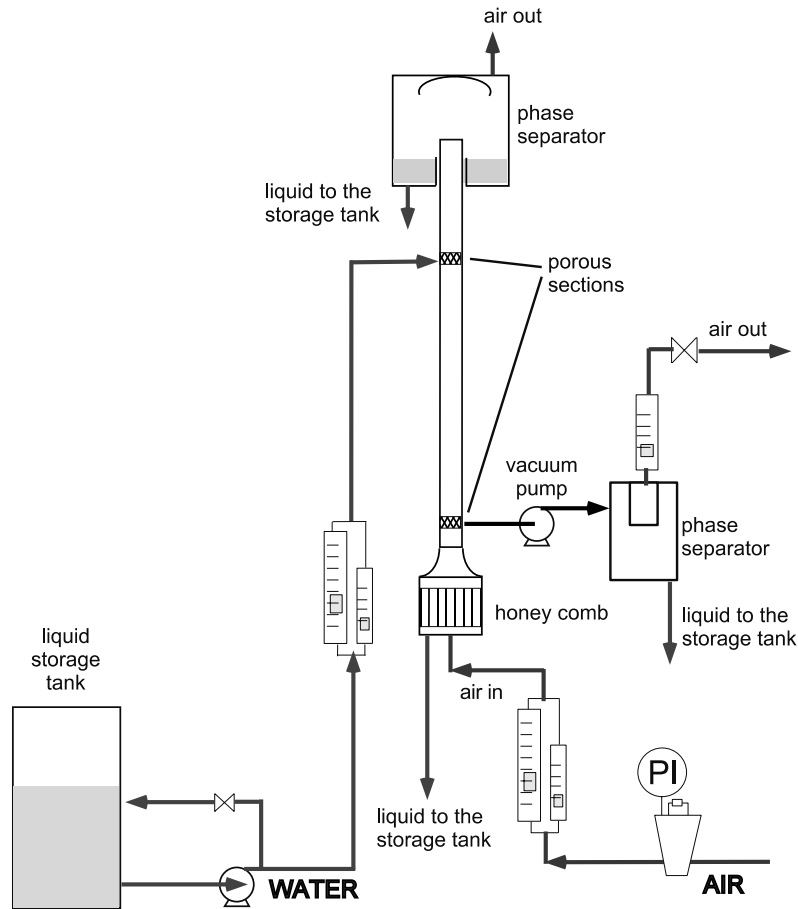 air out
phase
separator
liquid to the
storage tank
porous
sections
air out
vacuum
pump
phase
separator
honey comb
liquid to the
storage tank
liquid
storage
tank
air in
PI
liquid to the
storage tank
WATER
AIR